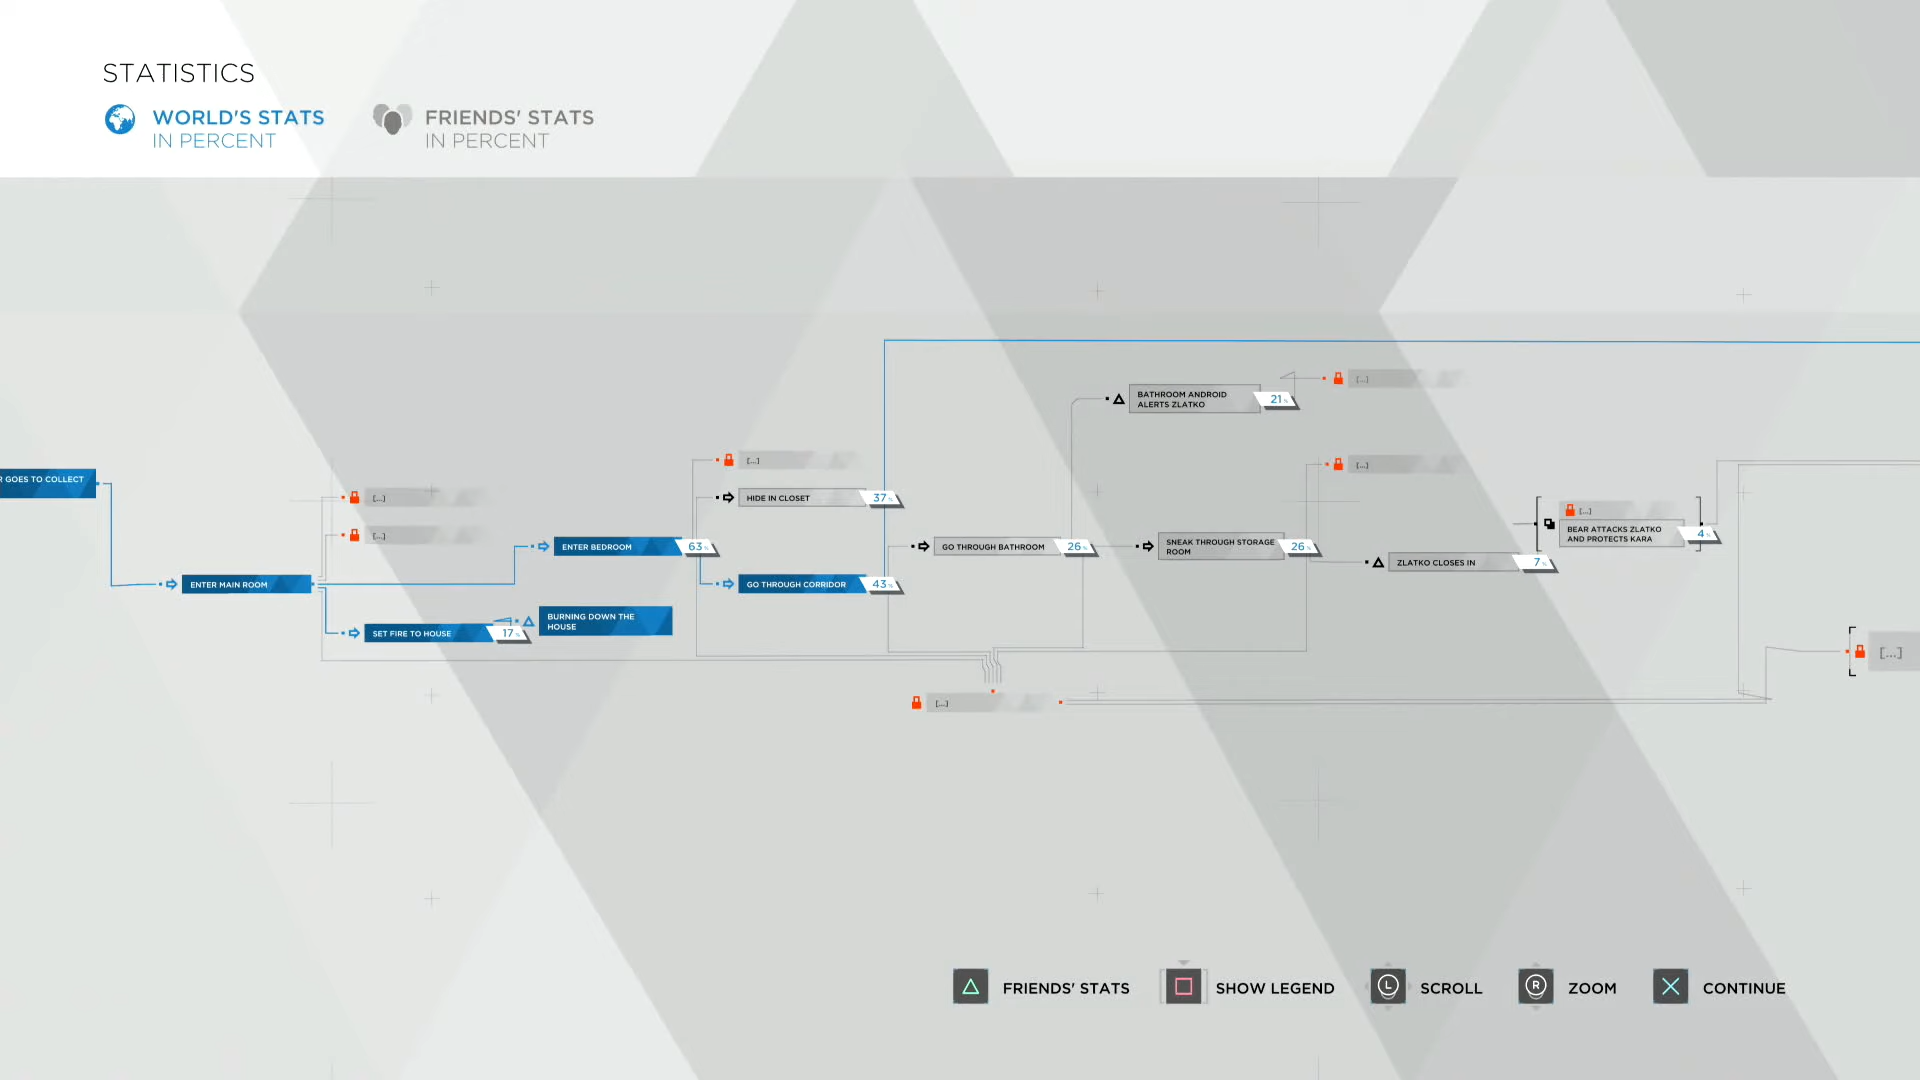 STATISTICS
WORLD'S STATS
IN PERCENT
FRIENDS' STATS
IN PERCENT
BATHROOM ANDROID
ALERTS ZLATKO
21%
[...]
[...]
[...]
R GOES TO COLLECT
[...]
HIDE IN CLOSET
37%
[...]
[...]
BEAR ATTACKS ZLATKO
AND PROTECTS KARA
4%
ENTER BEDROOM
63%
GO THROUGH BATHROOM
26%
SNEAK THROUGH STORAGE
ROOM
26%
ZLATKO CLOSES IN
7%
ENTER MAIN ROOM
GO THROUGH CORRIDOR
43%
SET FIRE TO HOUSE
17%
BURNING DOWN THE
HOUSE
[...]
[...]
FRIENDS' STATS
SHOW LEGEND
L
SCROLL
R
ZOOM
CONTINUE